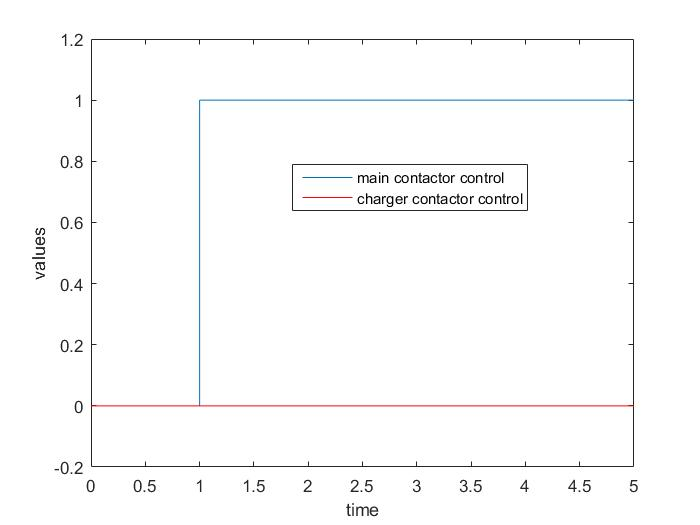 1.2
1
0.8
0.6
0.4
0.2
0
-0.2
values
main contactor control
charger contactor control
0 0.5 1 1.5 2 2.5 3 3.5 4 4.5 5
time